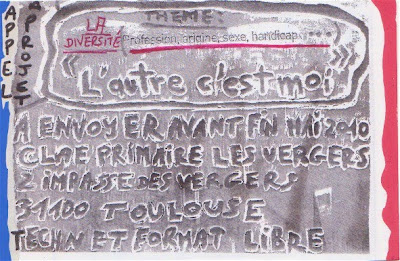 APPEL
A PROJET
THEME:
LA DIVERSITÉ
Profession, origine, sexe, handicap...
"L'autre c'est moi"
A ENVOYER AVANT FIN MAI 2010
CLAE PRIMAIRE LES VERGERS
2 IMPASSE DES VERGERS
31100 TOULOUSE
TECHN ET FORMAT LIBRE